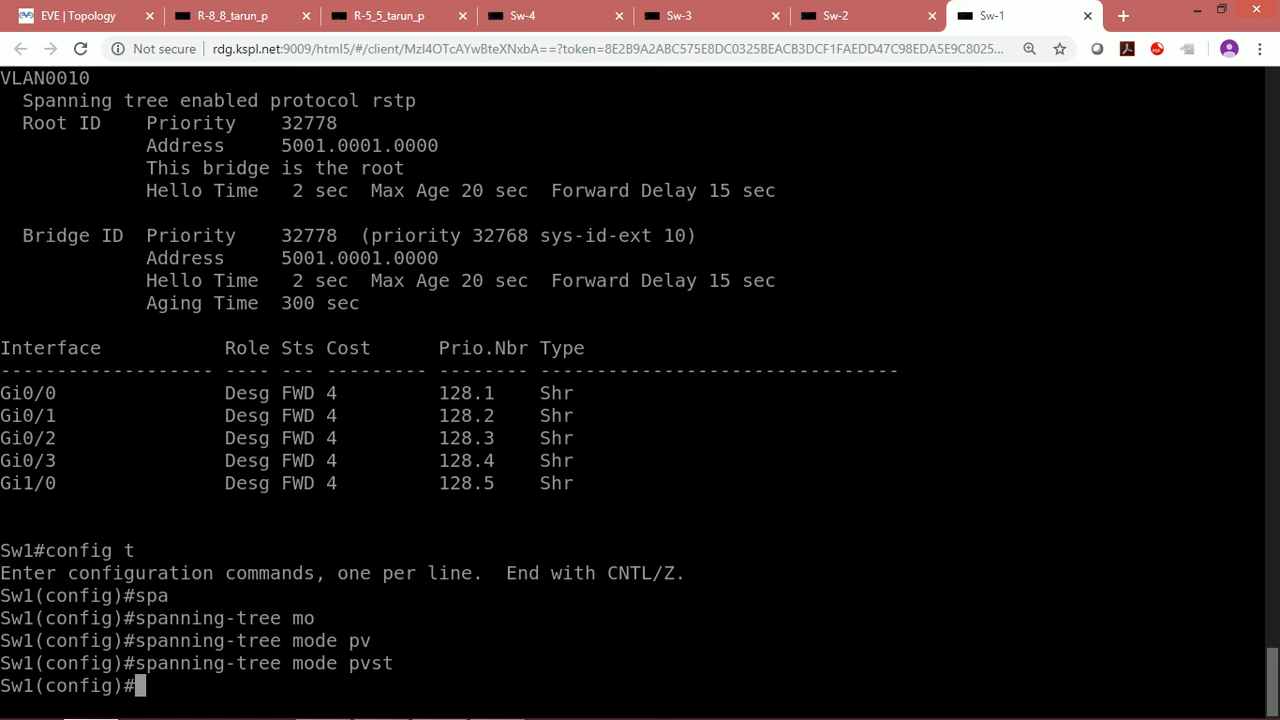 EVE | Topology
R-8_8_tarun_p
R-5_5_tarun_p
Sw-4
Sw-3
Sw-2
Sw-1
Not secure
rdg.kspl.net:9009/html5/#/client/MzI4OTcAYwBteXNxbA==?token=8E2B9A2ABC575E8DC0325BEACB3DCF1FAEDD47C98EDA5E9C8025...
VLAN0010
Spanning tree enabled protocol rstp
Root ID Priority 32778
Address 5001.0001.0000
This bridge is the root
Hello Time 2 sec Max Age 20 sec Forward Delay 15 sec
Bridge ID Priority 32778 (priority 32768 sys-id-ext 10)
Address 5001.0001.0000
Hello Time 2 sec Max Age 20 sec Forward Delay 15 sec
Aging Time 300 sec
Interface Role Sts Cost Prio.Nbr Type
------------------- ---- --- --------- -------- --------------------------------
Gi0/0 Desg FWD 4 128.1 Shr
Gi0/1 Desg FWD 4 128.2 Shr
Gi0/2 Desg FWD 4 128.3 Shr
Gi0/3 Desg FWD 4 128.4 Shr
Gi1/0 Desg FWD 4 128.5 Shr
Sw1#config t
Enter configuration commands, one per line. End with CNTL/Z.
Sw1(config)#spa
Sw1(config)#spanning-tree mo
Sw1(config)#spanning-tree mode pv
Sw1(config)#spanning-tree mode pvst
Sw1(config)#